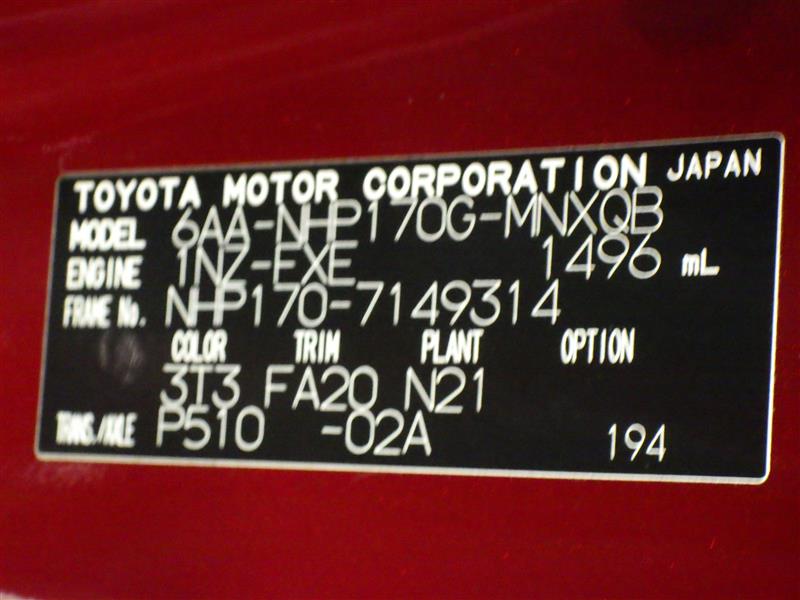 TOYOTA MOTOR CORPORATION JAPAN
MODEL 6AA-NHP170G-MNXQB
ENGINE 1NZ-FXE 1496 mL
FRAME No. NHP170-7149314
COLOR TRIM PLANT OPTION
3T3 FA20 N21
TRANS./AXLE P510 -02A 194